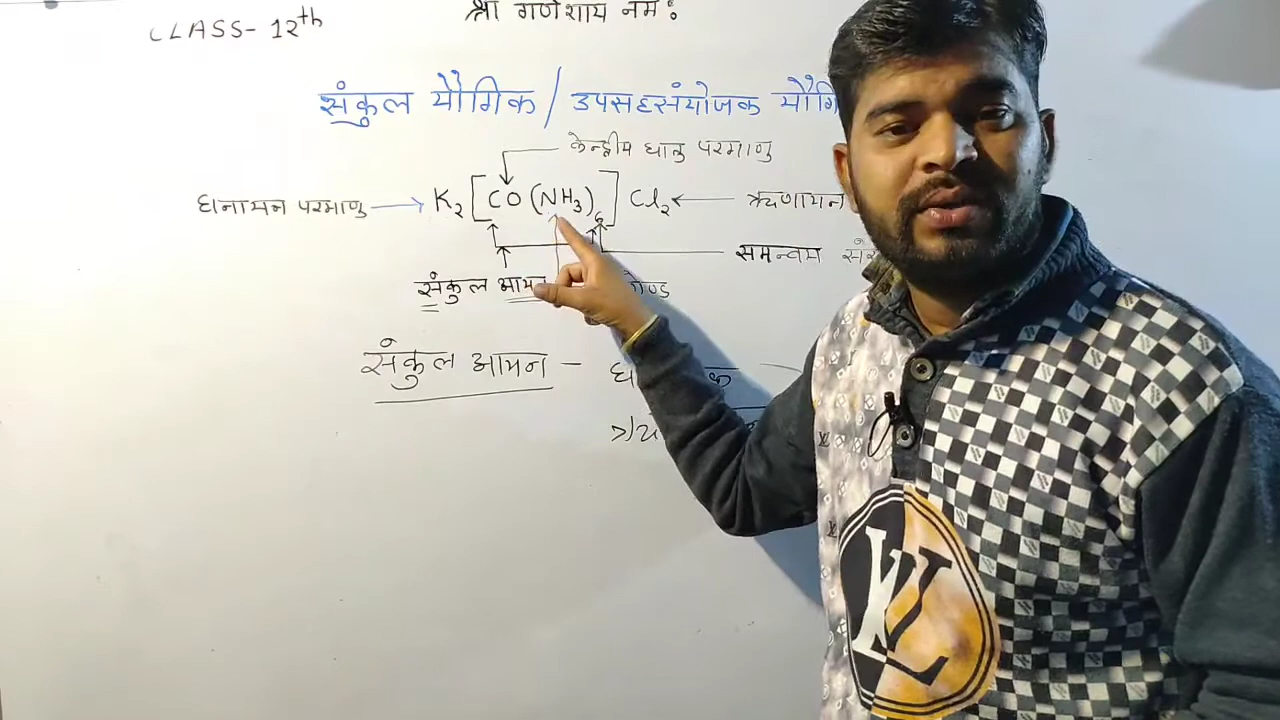 CLASS- 12th
श्री गणेशाय नमः
संकुल यौगिक / उपसहसंयोजक
केन्द्रीय धातु परमाणु
धनायन परमाणु → K2 [CO(NH3)6] Cl2 ← ऋणायन
समन्वय
संकुल आयन
संकुल आयन –